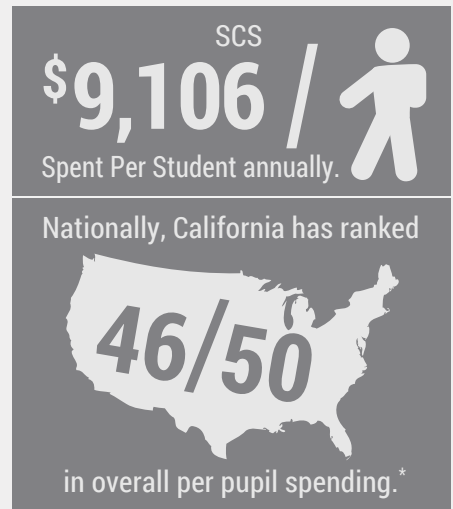 SCS
$9,106 /
Spent Per Student annually.
Nationally, California has ranked
46/50
in overall per pupil spending.*